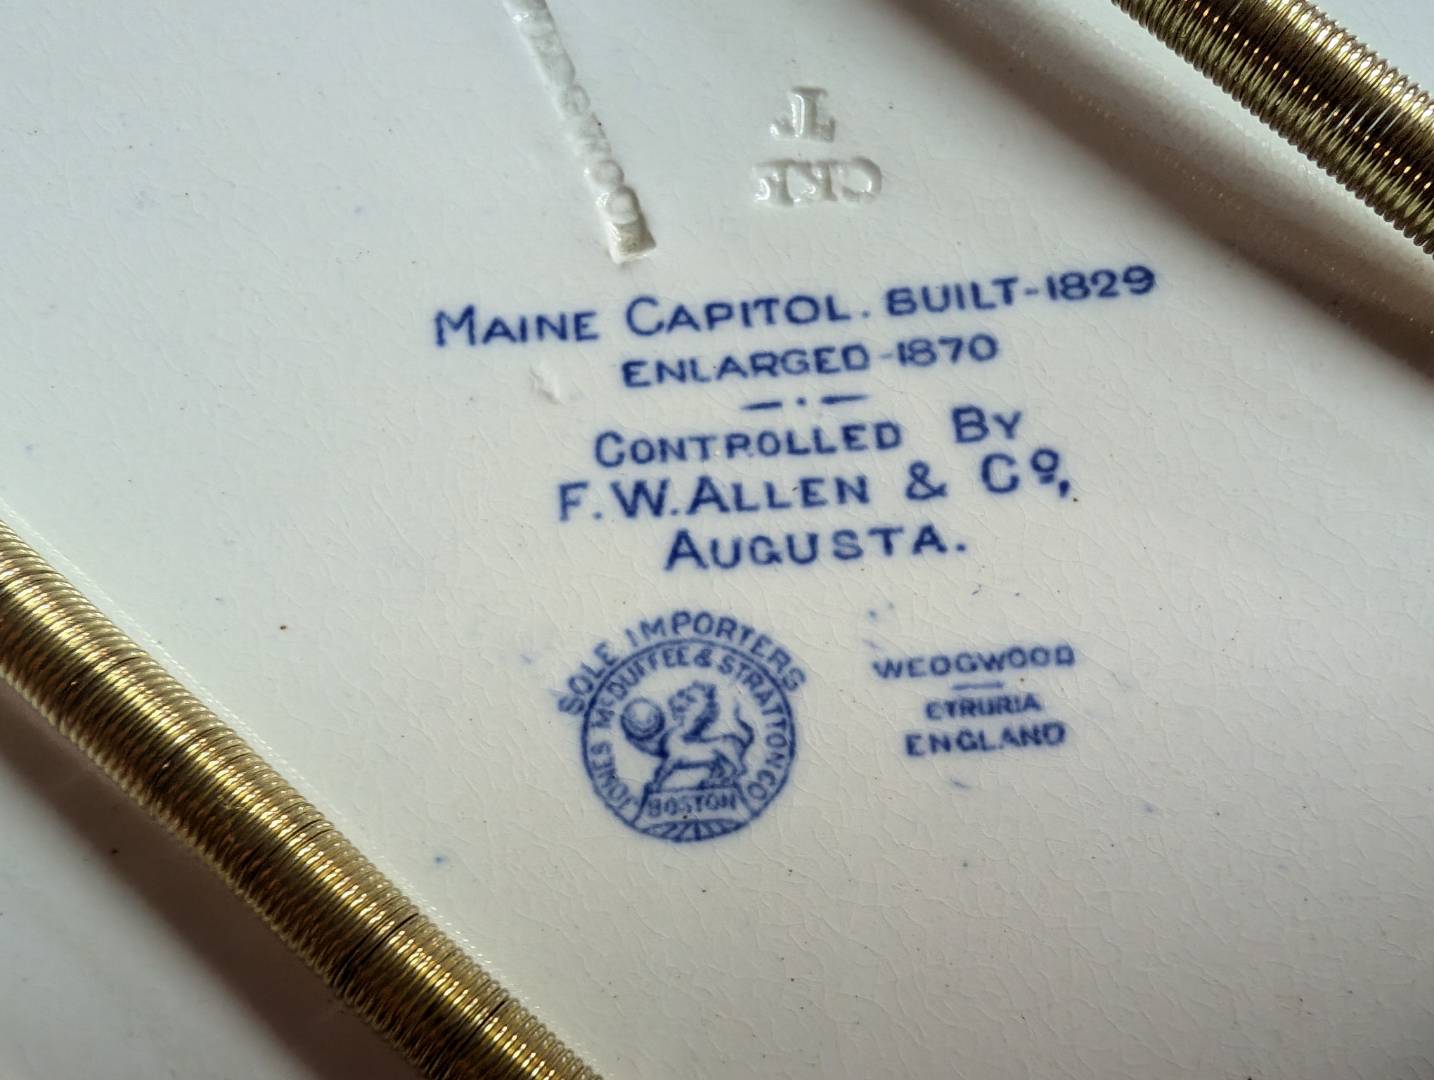 WEDGWOOD
MAINE CAPITOL. BUILT-1829
ENLARGED-1870
CONTROLLED BY
F.W.ALLEN & Cº,
AUGUSTA.
SOLE IMPORTERS
JONES McDUFFEE & STRATTON CO
BOSTON
WEDGWOOD
ETRURIA
ENGLAND